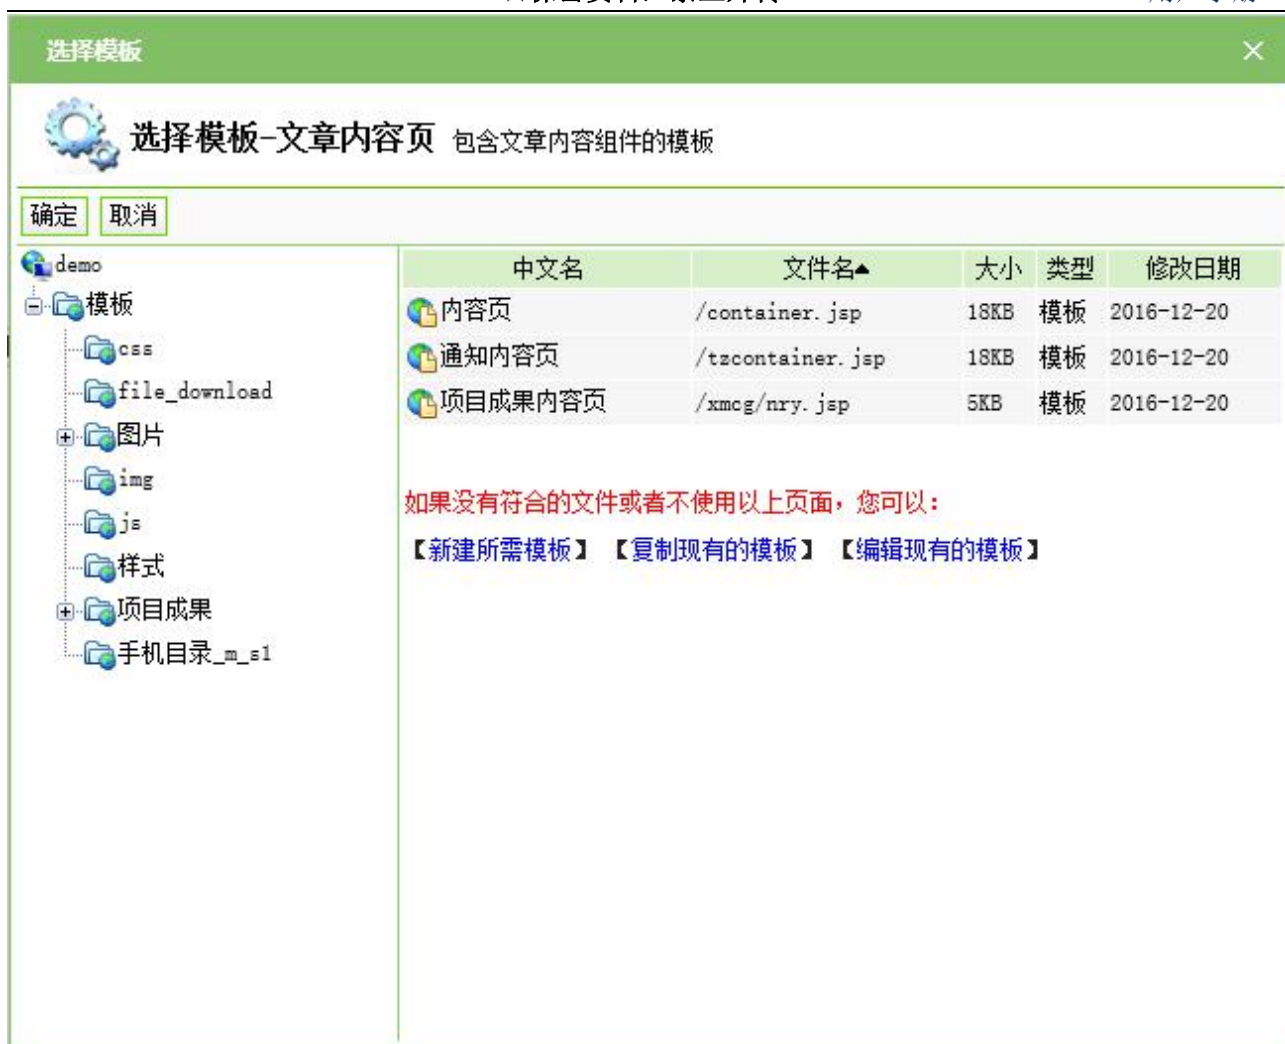 选择模板
选择模板-文章内容页 包含文章内容组件的模板
确定 取消
demo
模板
css
file_download
图片
img
js
样式
项目成果
手机目录_m_s1
中文名 文件名▲ 大小 类型 修改日期
内容页 /container.jsp 18KB 模板 2016-12-20
通知内容页 /tzcontainer.jsp 18KB 模板 2016-12-20
项目成果内容页 /xmcg/nry.jsp 5KB 模板 2016-12-20
如果没有符合的文件或者不使用以上页面，您可以：
【新建所需模板】 【复制现有的模板】 【编辑现有的模板】